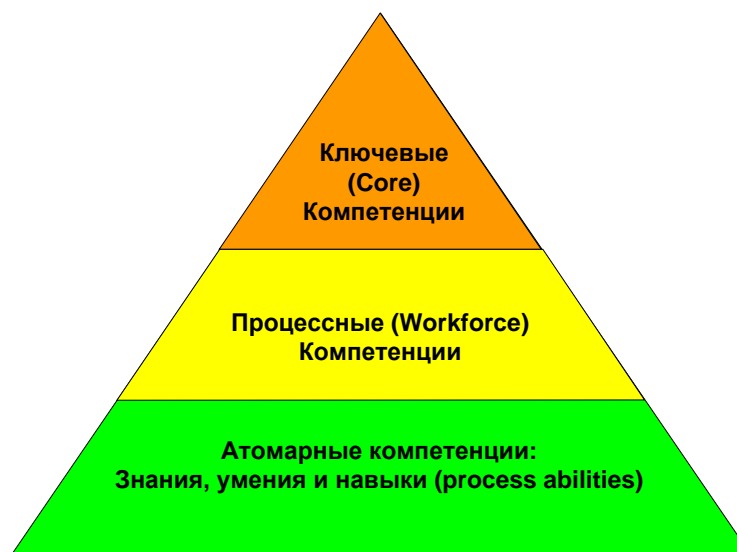 Ключевые
(Core)
Компетенции
Процессные (Workforce)
Компетенции
Атомарные компетенции:
Знания, умения и навыки (process abilities)